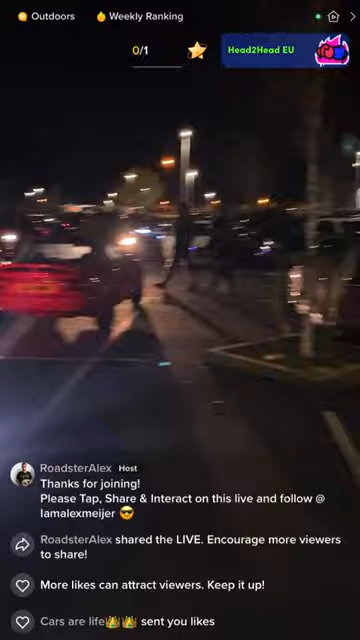 Outdoors
Weekly Ranking
0/1
Head2Head EU
RoadsterAlex Host
Thanks for joining!
Please Tap, Share & Interact on this live and follow @
Iamalexmeijer 😎
RoadsterAlex shared the LIVE. Encourage more viewers
to share!
More likes can attract viewers. Keep it up!
Cars are life👑👑 sent you likes